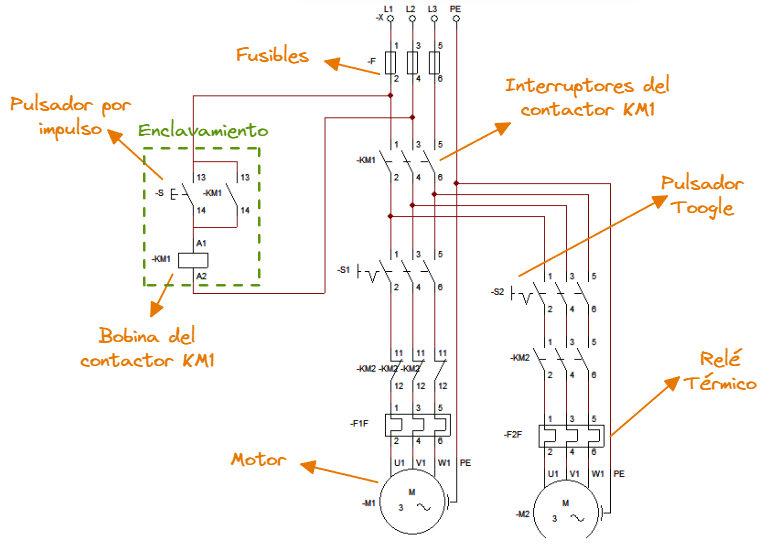 L1 L2 L3 PE
-X
Fusibles
-F
1 3 5
2 4 6
Pulsador por
impulso
Enclavamiento
Interruptores del
contactor KM1
-KM1
1 3 5
2 4 6
-S
13
14
-KM1
13
14
A1
-KM1
A2
Pulsador
Toogle
-S1
1 3 5
2 4 6
-S2
1 3 5
2 4 6
Bobina del
contactor KM1
-KM2 -KM2 -KM2
11 11 11
12 12 12
-KM2
1 3 5
2 4 6
Relé
Térmico
-F1F
1 3 5
2 4 6
-F2F
1 3 5
2 4 6
Motor
U1 V1 W1 PE
-M1
M
3
U1 V1 W1 PE
-M2
M
3